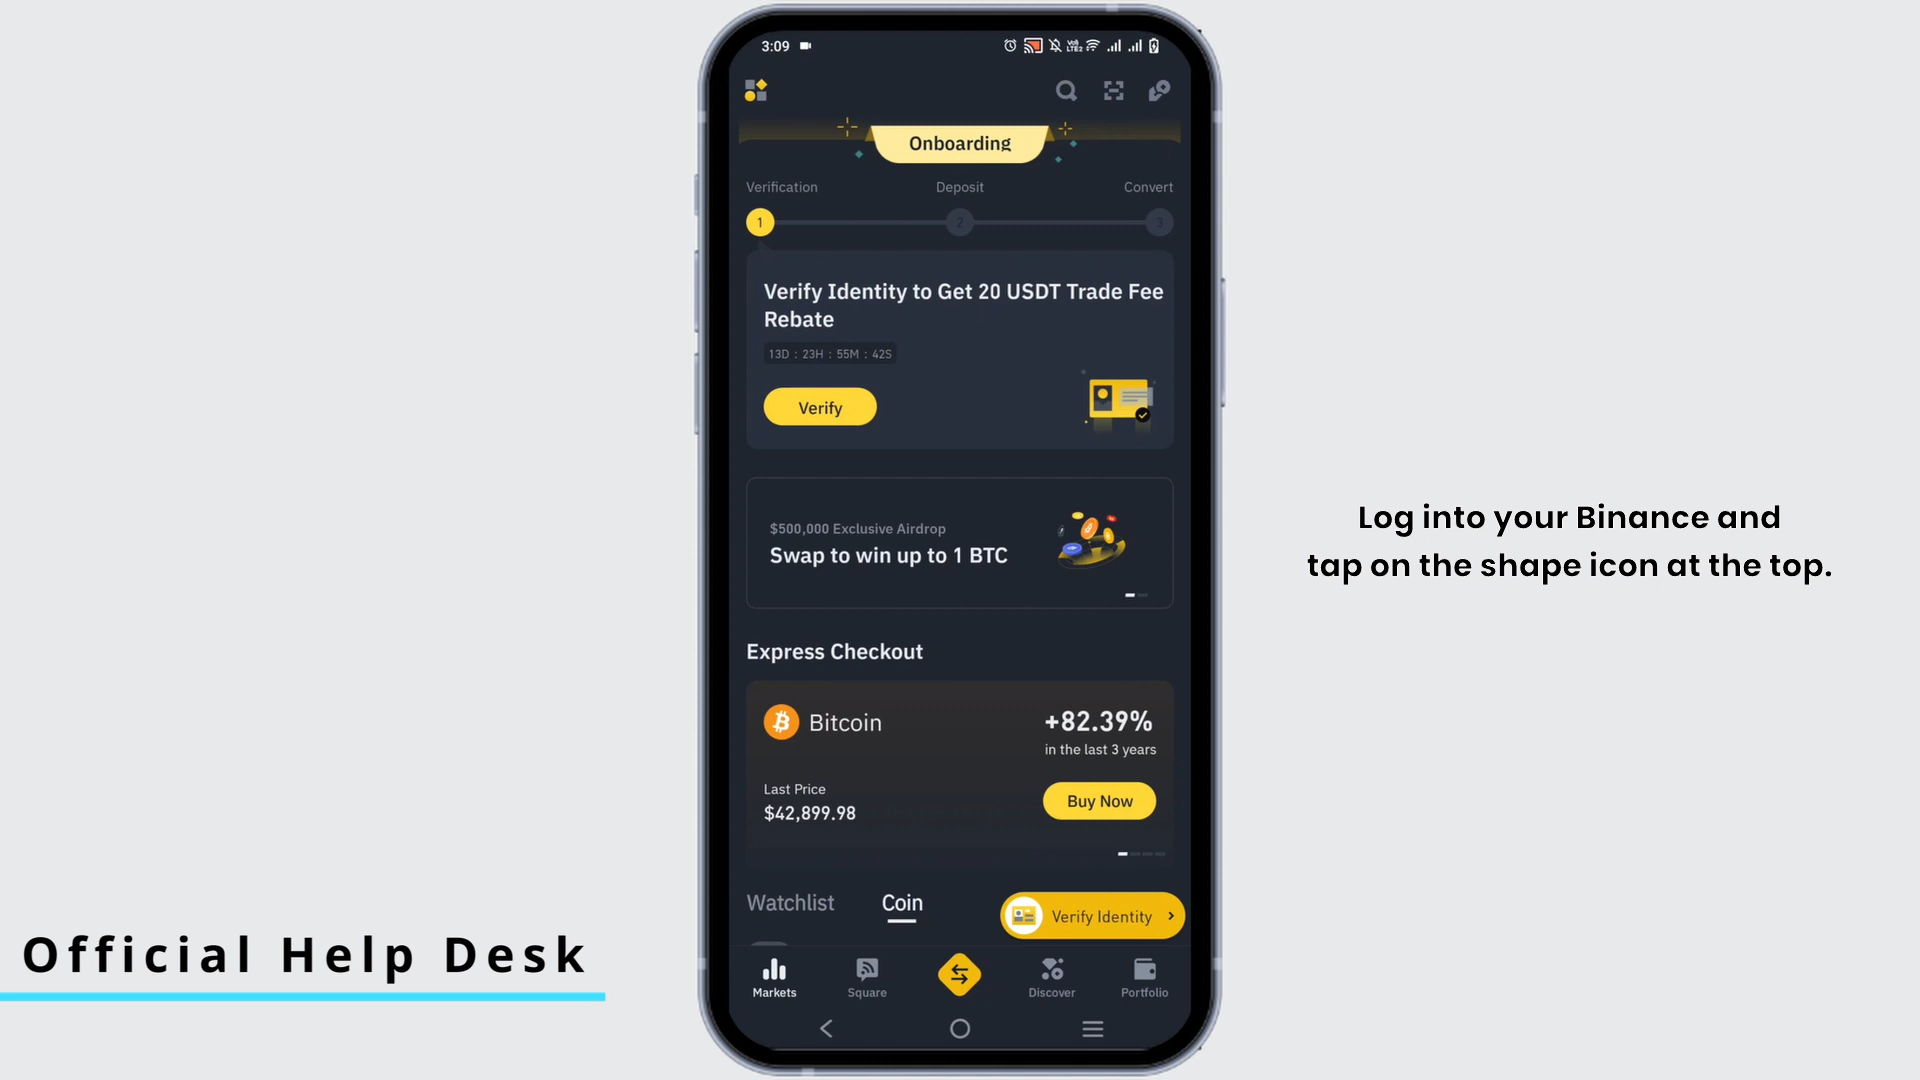 3:09
Onboarding
Verification Deposit Convert
1 2 3
Verify Identity to Get 20 USDT Trade Fee
Rebate
13D : 23H : 55M : 42S
Verify
$500,000 Exclusive Airdrop
Swap to win up to 1 BTC
Express Checkout
Bitcoin
+82.39%
in the last 3 years
Last Price
$42,899.98
Buy Now
Watchlist Coin
Verify Identity
Markets Square Discover Portfolio
Log into your Binance and
tap on the shape icon at the top.
Official Help Desk